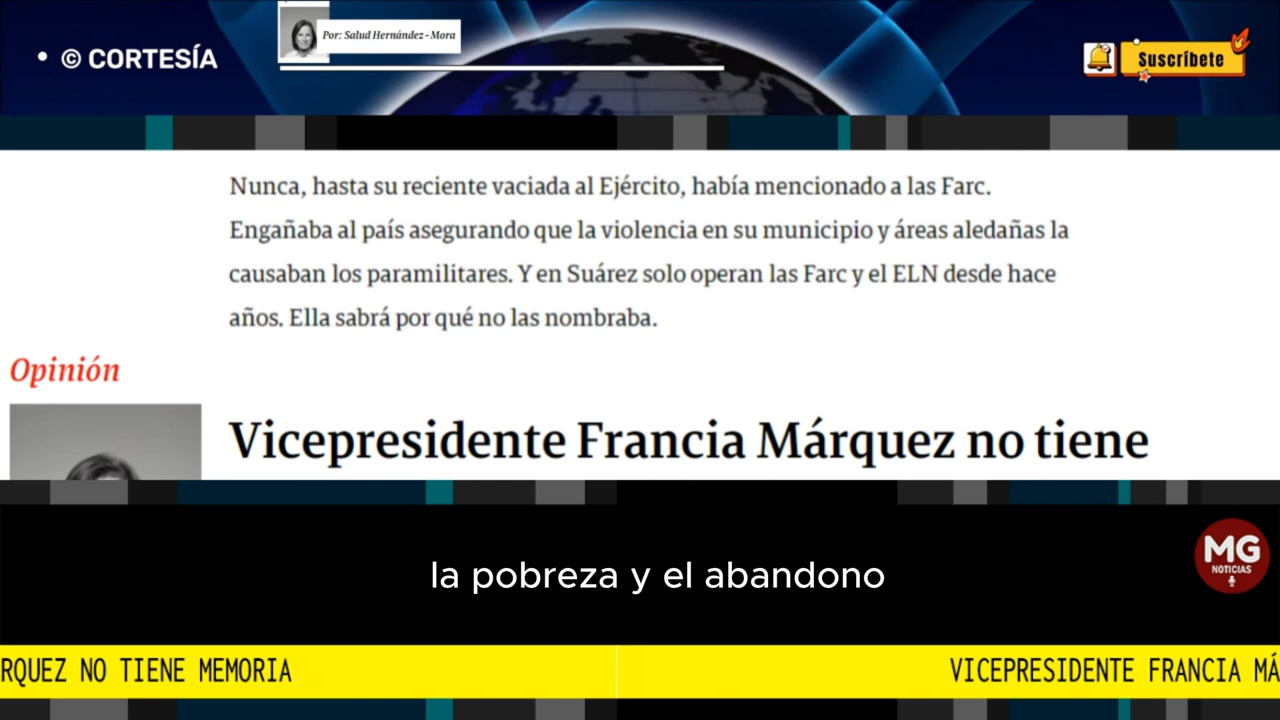 Por: Salud Hernández-Mora
• © CORTESÍA
Suscríbete
Nunca, hasta su reciente vaciada al Ejército, había mencionado a las Farc.
Engañaba al país asegurando que la violencia en su municipio y áreas aledañas la
causaban los paramilitares. Y en Suárez solo operan las Farc y el ELN desde hace
años. Ella sabrá por qué no las nombraba.
Opinión
Vicepresidente Francia Márquez no tiene
la pobreza y el abandono
MG
NOTICIAS
RQUEZ NO TIENE MEMORIA
VICEPRESIDENTE FRANCIA MÁ